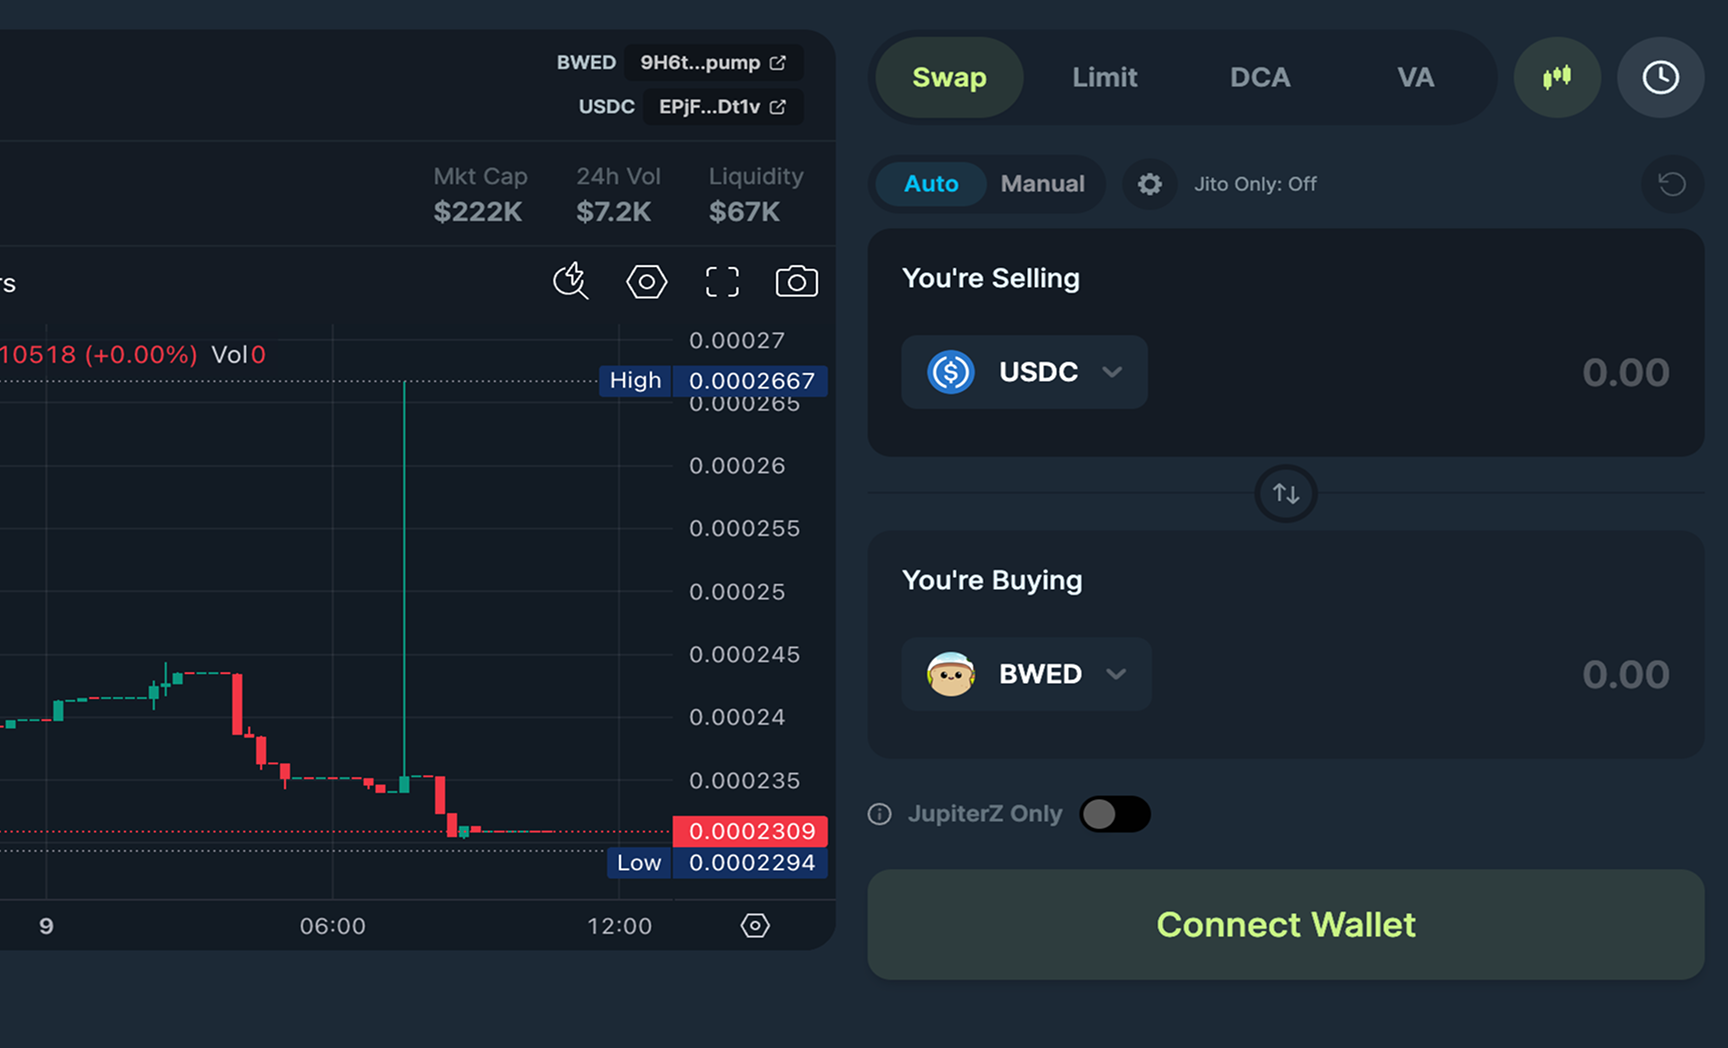 BWED 9H6t...pump
USDC EPjF...Dt1v
Mkt Cap 24h Vol Liquidity
$222K $7.2K $67K
rs
10518 (+0.00%) Vol0
0.00027
High 0.0002667
0.000265
0.00026
0.000255
0.00025
0.000245
0.00024
0.000235
0.0002309
Low 0.0002294
9 06:00 12:00
Swap Limit DCA VA
Auto Manual Jito Only: Off
You're Selling
USDC 0.00
You're Buying
BWED 0.00
JupiterZ Only
Connect Wallet